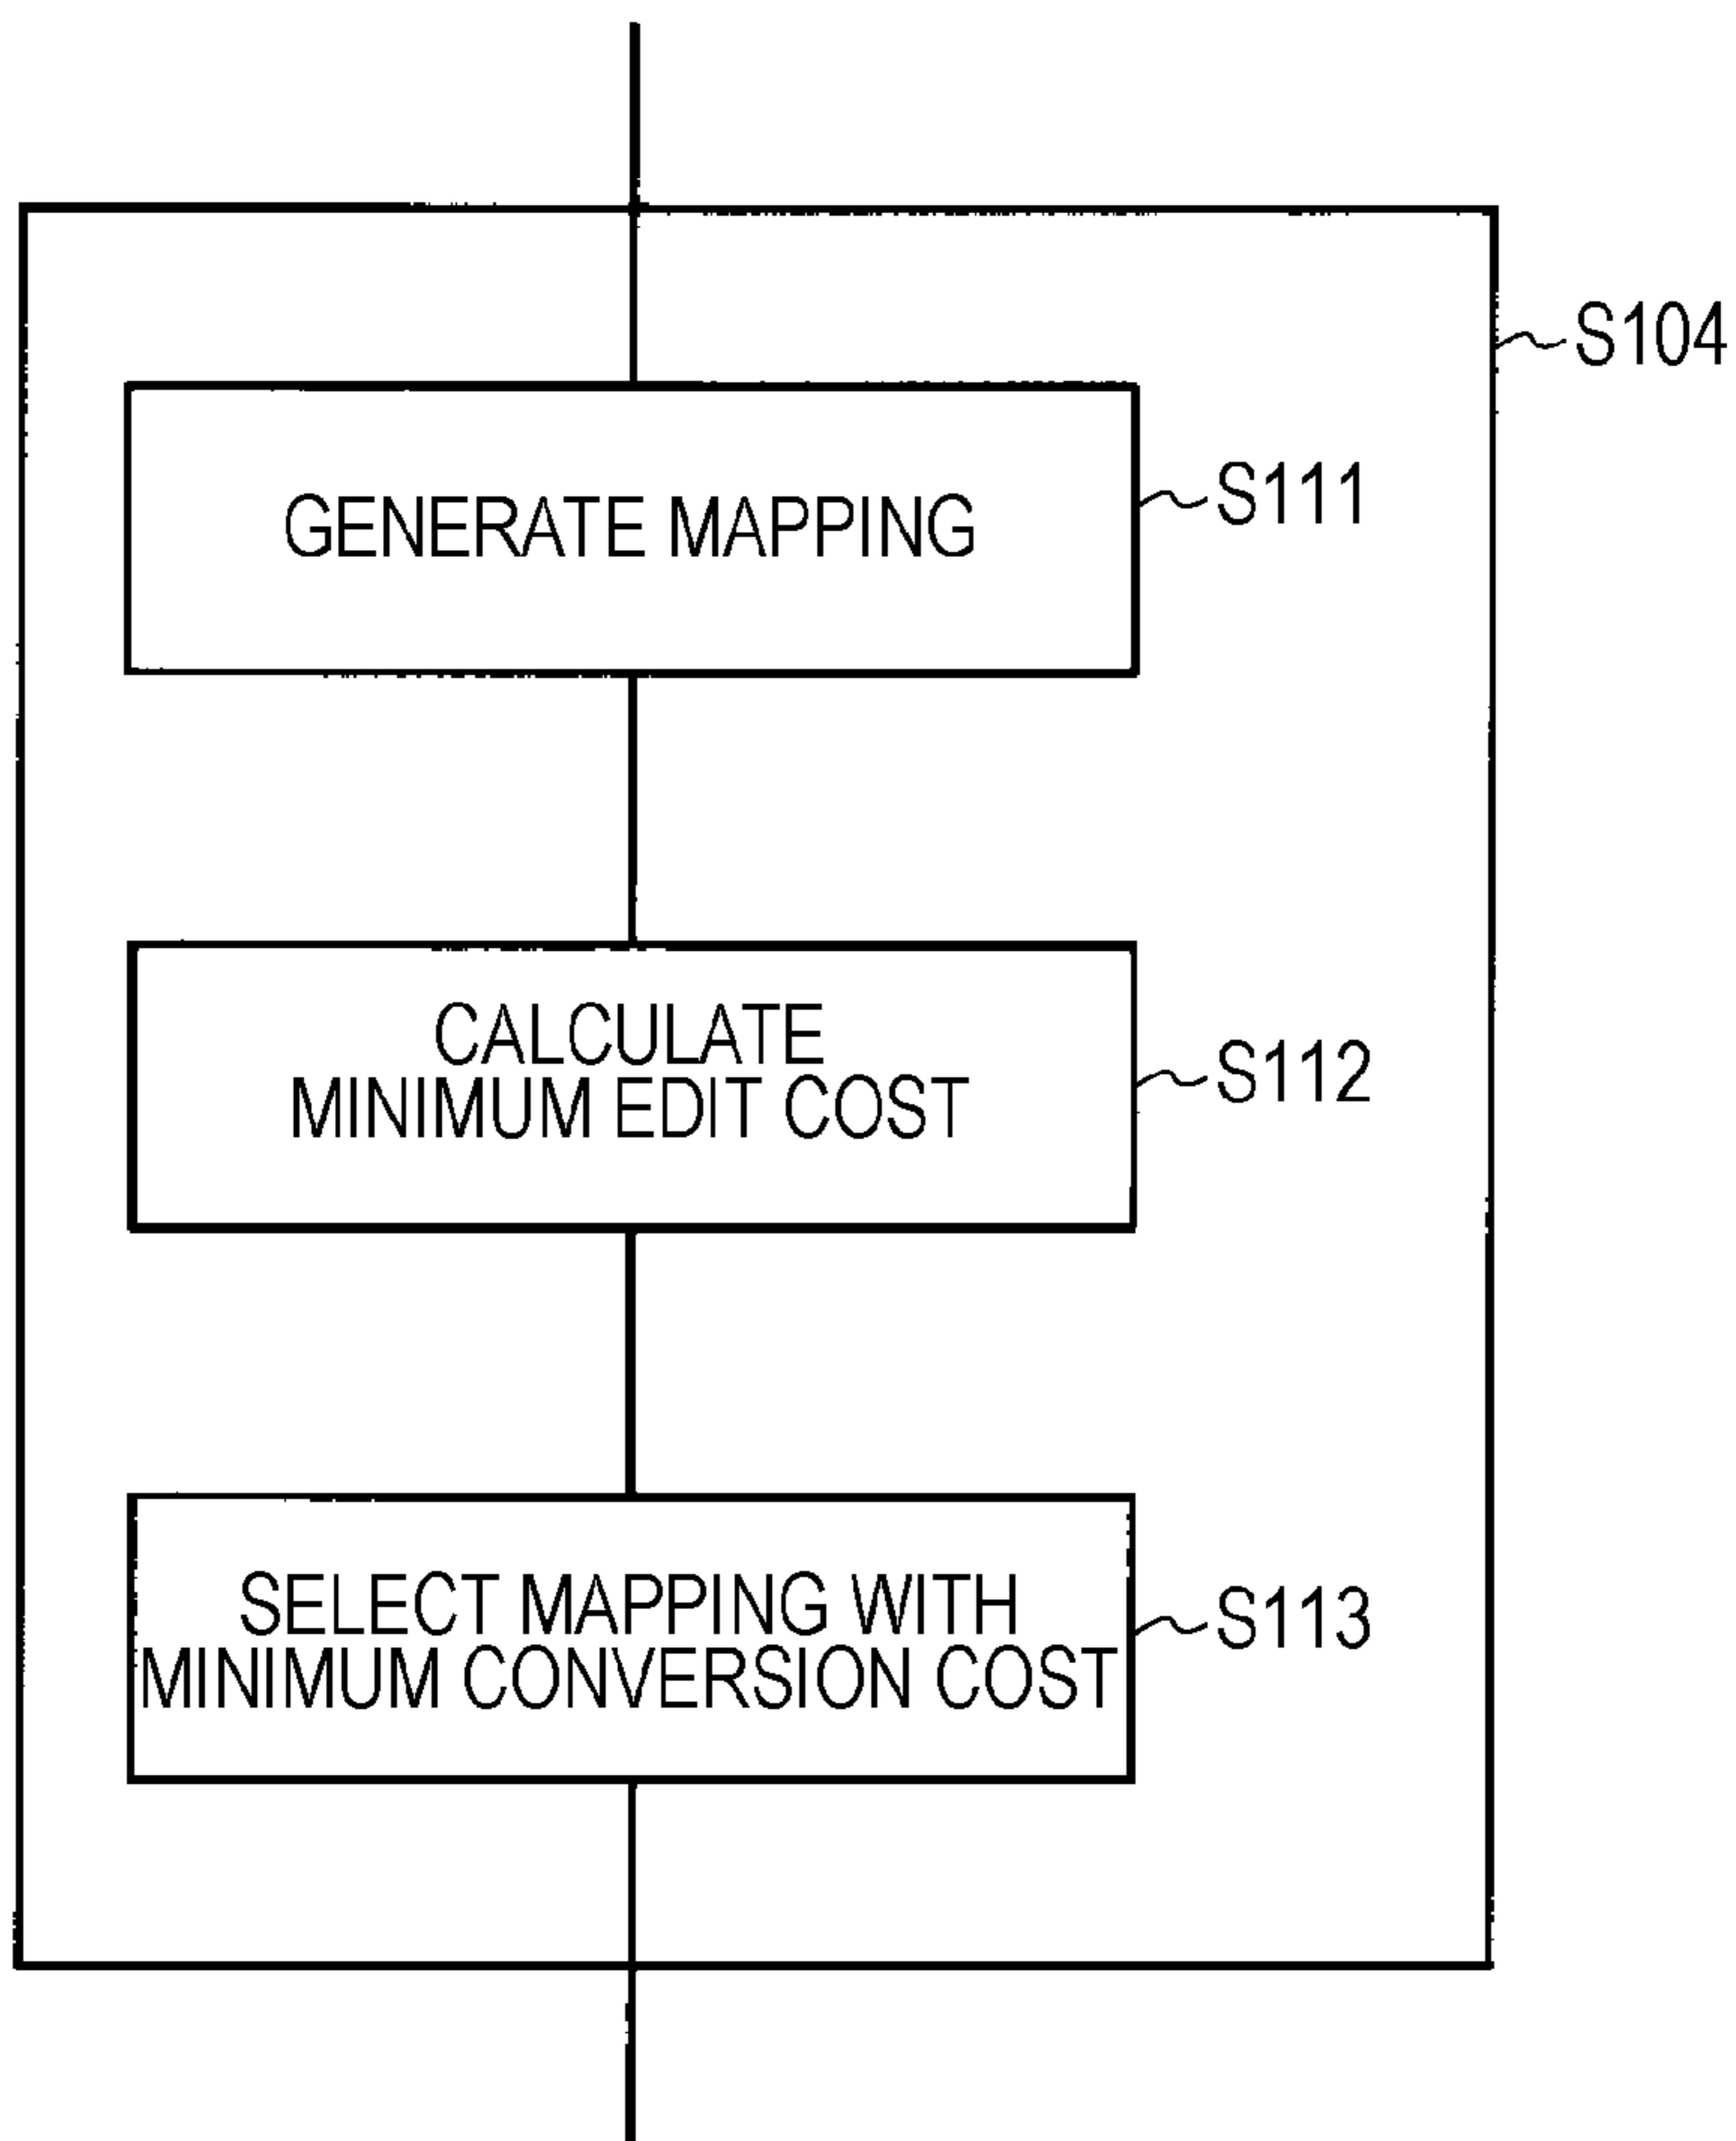 S104
GENERATE MAPPING
S111
CALCULATE
MINIMUM EDIT COST
S112
SELECT MAPPING WITH
MINIMUM CONVERSION COST
S113